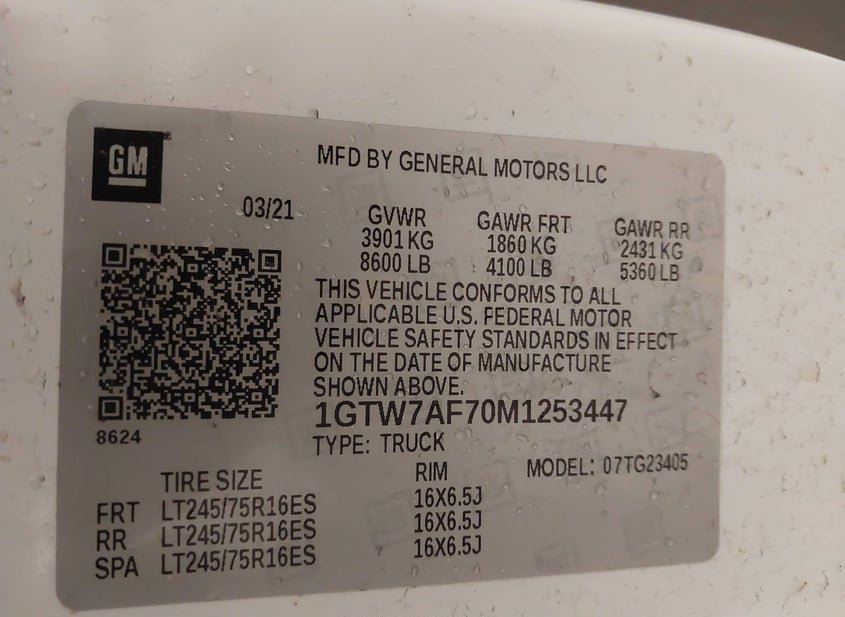 GM
MFD BY GENERAL MOTORS LLC
03/21
GVWR GAWR FRT GAWR RR
3901 KG 1860 KG 2431 KG
8600 LB 4100 LB 5360 LB
THIS VEHICLE CONFORMS TO ALL
APPLICABLE U.S. FEDERAL MOTOR
VEHICLE SAFETY STANDARDS IN EFFECT
ON THE DATE OF MANUFACTURE
SHOWN ABOVE.
1GTW7AF70M1253447
8624
TYPE: TRUCK
MODEL: 07TG23405
TIRE SIZE RIM
FRT LT245/75R16ES 16X6.5J
RR LT245/75R16ES 16X6.5J
SPA LT245/75R16ES 16X6.5J